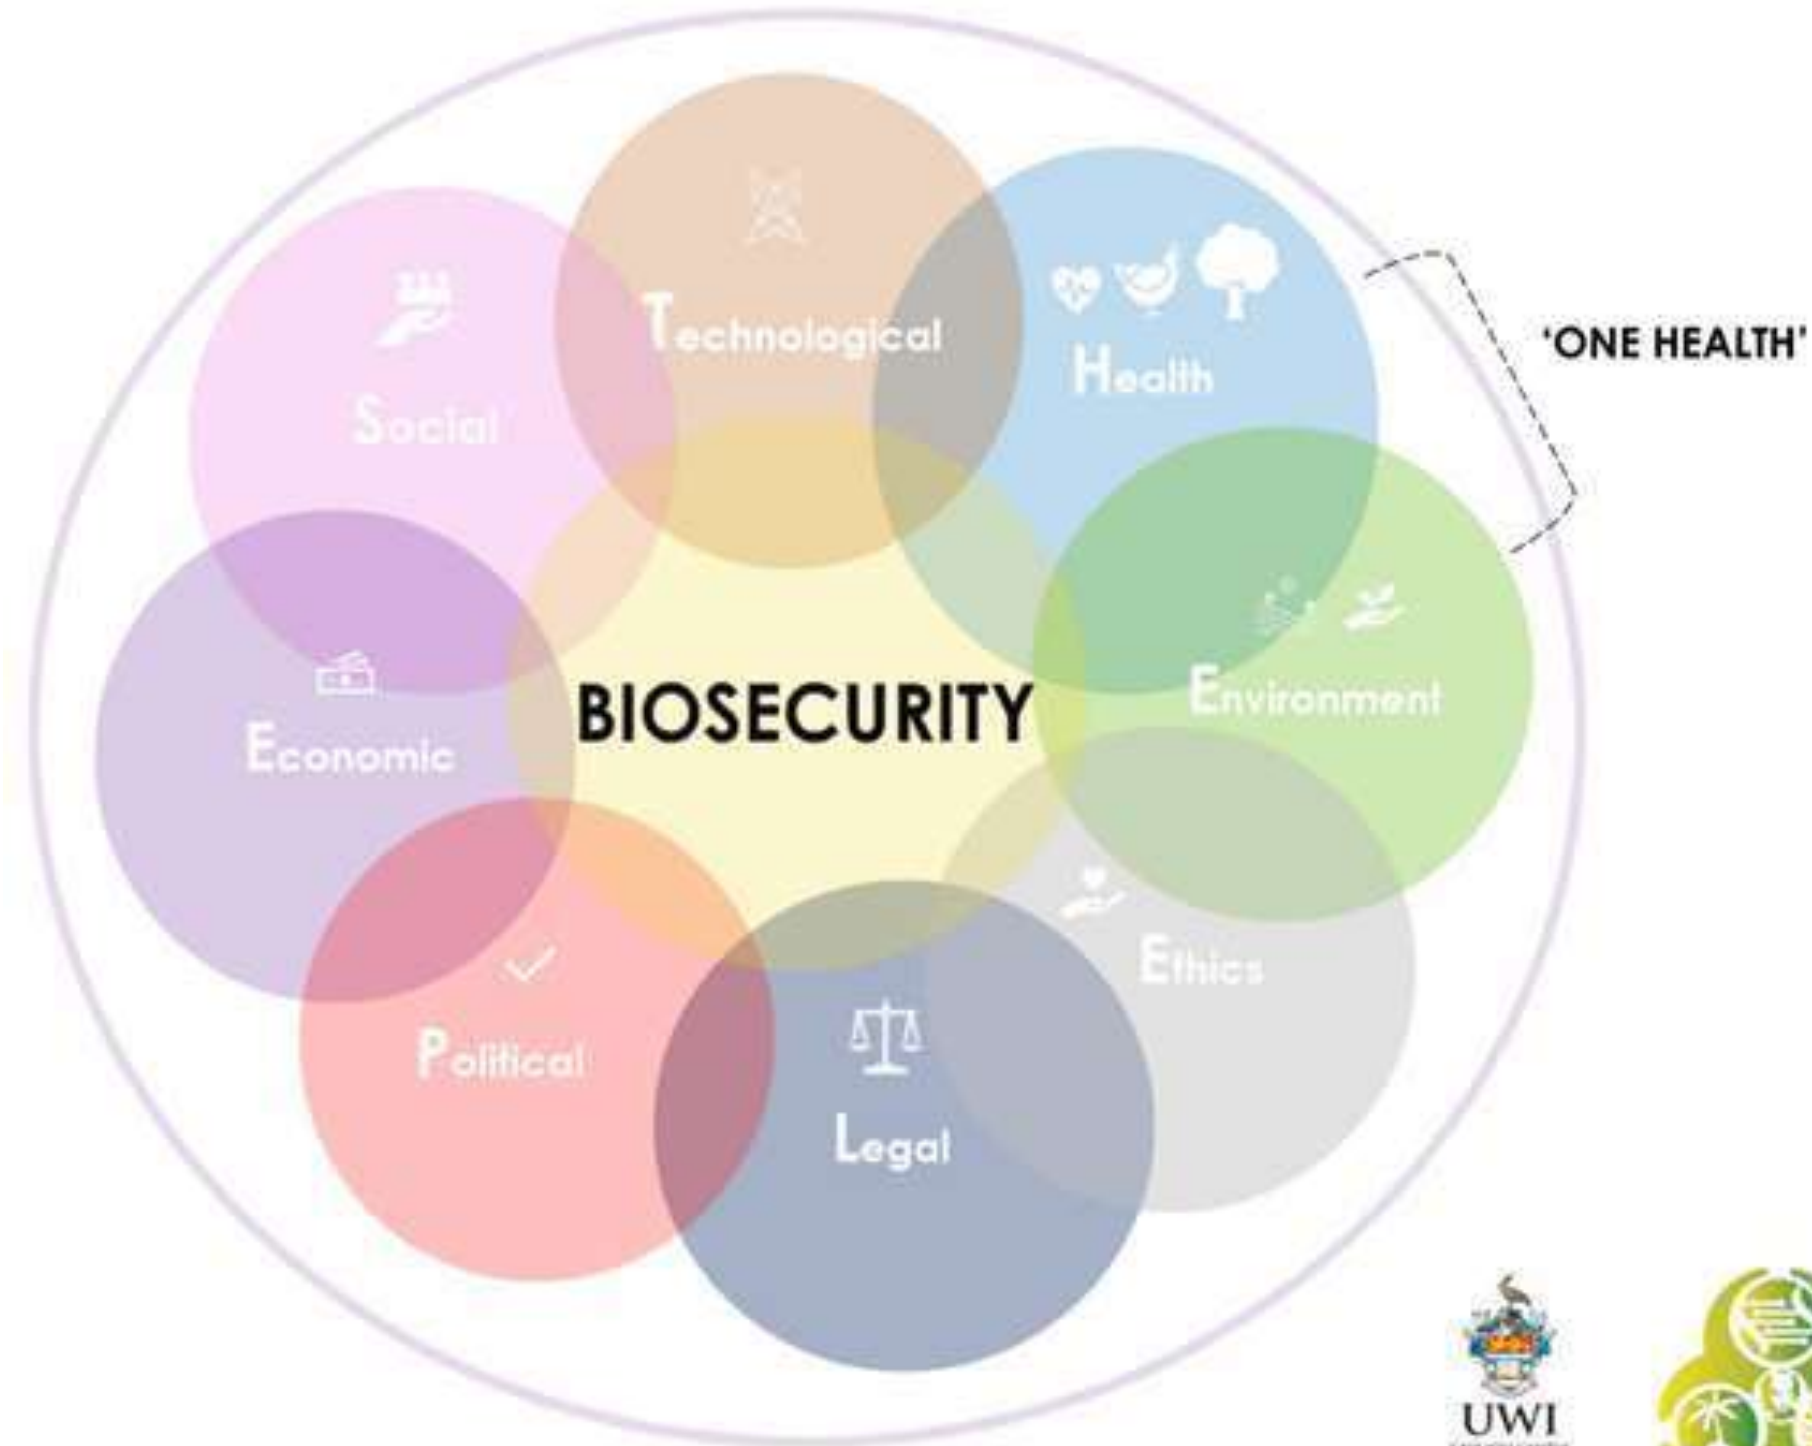 Technological
Health
'ONE HEALTH'
Social
Environment
BIOSECURITY
Economic
Ethics
Political
Legal
UWI